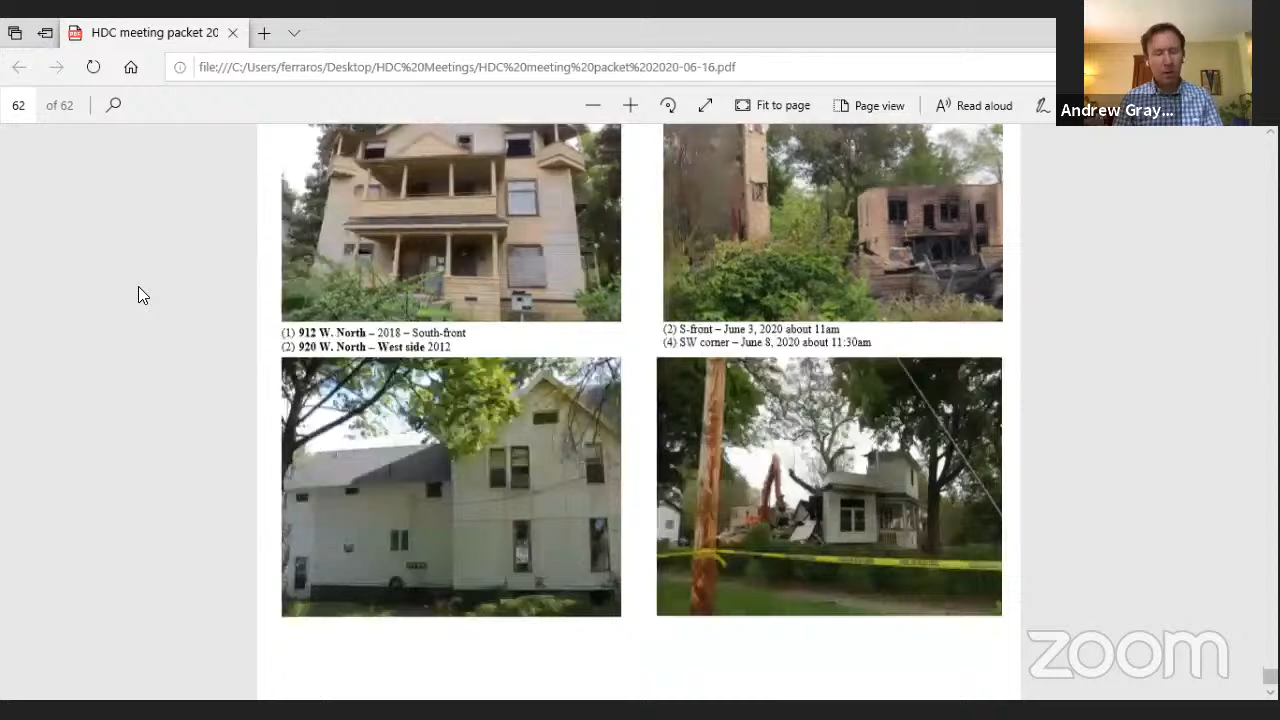 HDC meeting packet 20
file:///C:/Users/ferraros/Desktop/HDC%20Meetings/HDC%20meeting%20packet%202020-06-16.pdf
62 of 62
Fit to page
Page view
Read aloud
Andrew Gray...
(1) 912 W. North – 2018 – South-front
(2) 920 W. North – West side 2012
(2) S-front – June 3, 2020 about 11am
(4) SW corner – June 8, 2020 about 11:30am
zoom